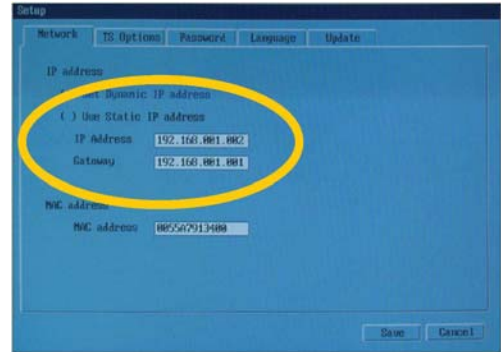 Setup
Network TS Options Password Language Update
IP address
Dynamic IP address
( ) Use Static IP address
IP Address 192.168.001.002
Gateway 192.168.001.001
MAC address
MAC address 0055A7913400
Save Cancel